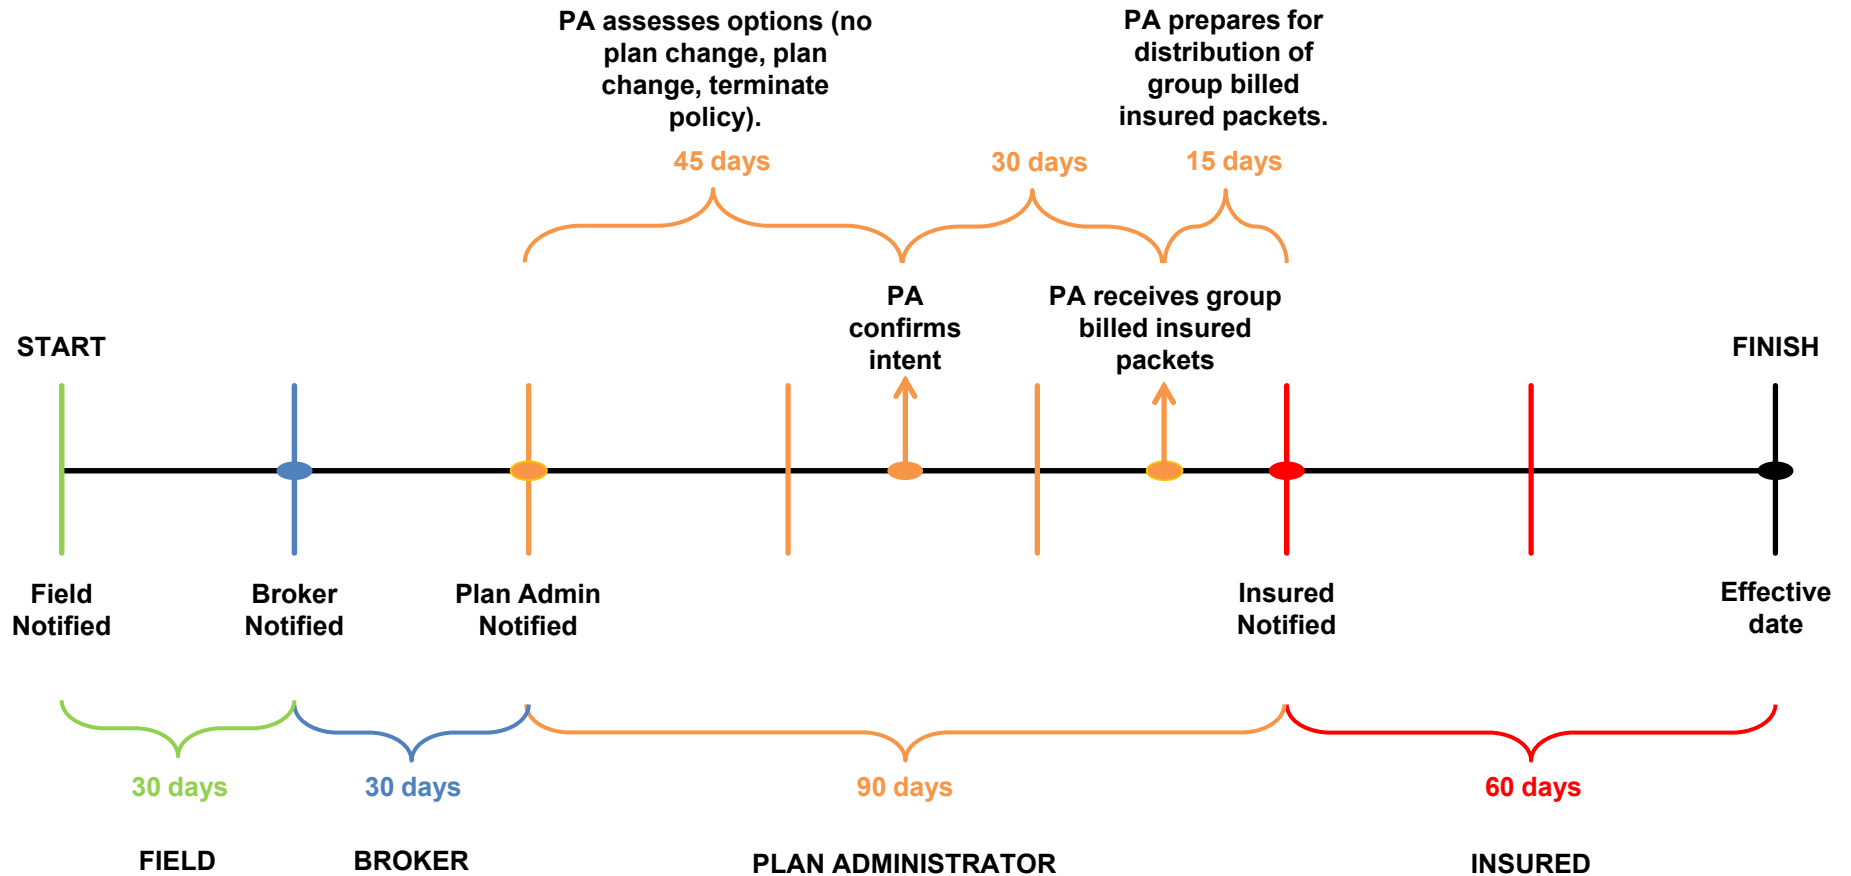 PA assesses options (no
plan change, plan
change, terminate
policy).
45 days
30 days
PA prepares for
distribution of
group billed
insured packets.
15 days
PA
confirms
intent
PA receives group
billed insured
packets
START
FINISH
Field
Notified
Broker
Notified
Plan Admin
Notified
Insured
Notified
Effective
date
30 days
30 days
90 days
60 days
FIELD
BROKER
PLAN ADMINISTRATOR
INSURED